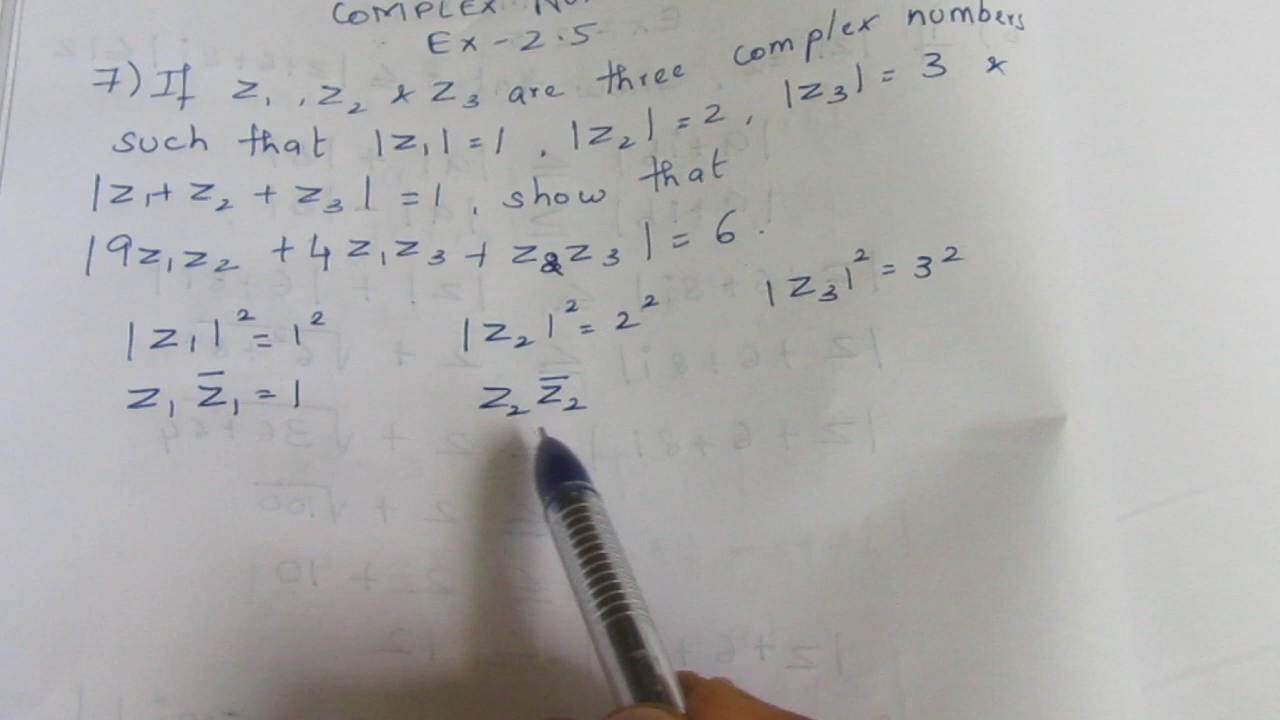 COMPLEX
Ex - 2.5
7) If z₁, z₂ & z₃ are three complex numbers
such that |z₁| = 1, |z₂| = 2, |z₃| = 3 &
|z₁ + z₂ + z₃| = 1, show that
|9z₁z₂ + 4z₁z₃ + z₂z₃| = 6.
|z₁|² = 1² |z₂|² = 2² |z₃|² = 3²
z₁ z̄₁ = 1 z₂ z̄₂